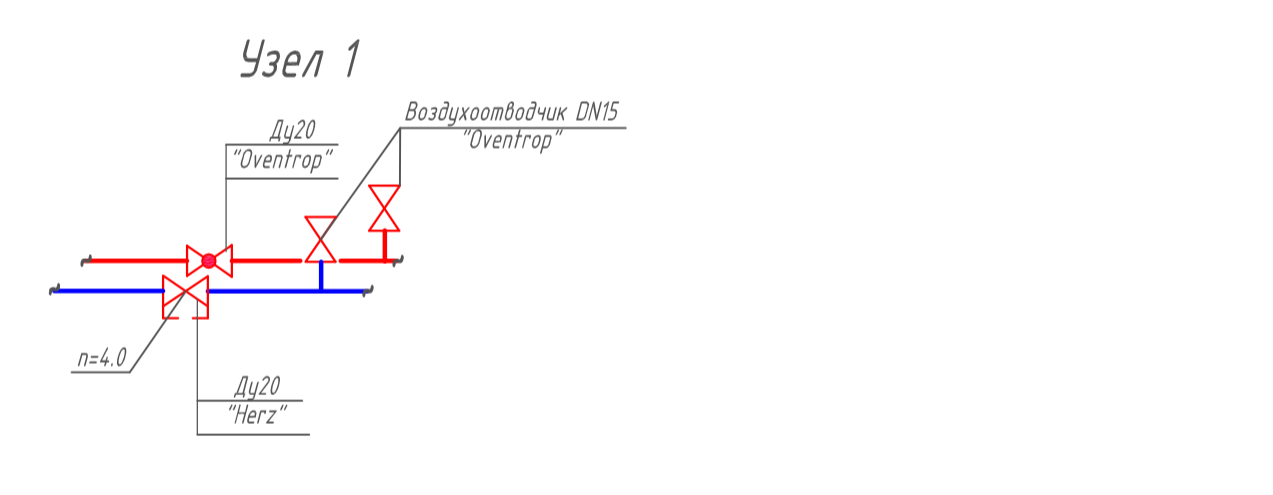 Узел 1
Воздухоотводчик DN15
"Oventrop"
Ду20
"Oventrop"
n=4.0
Ду20
"Herz"